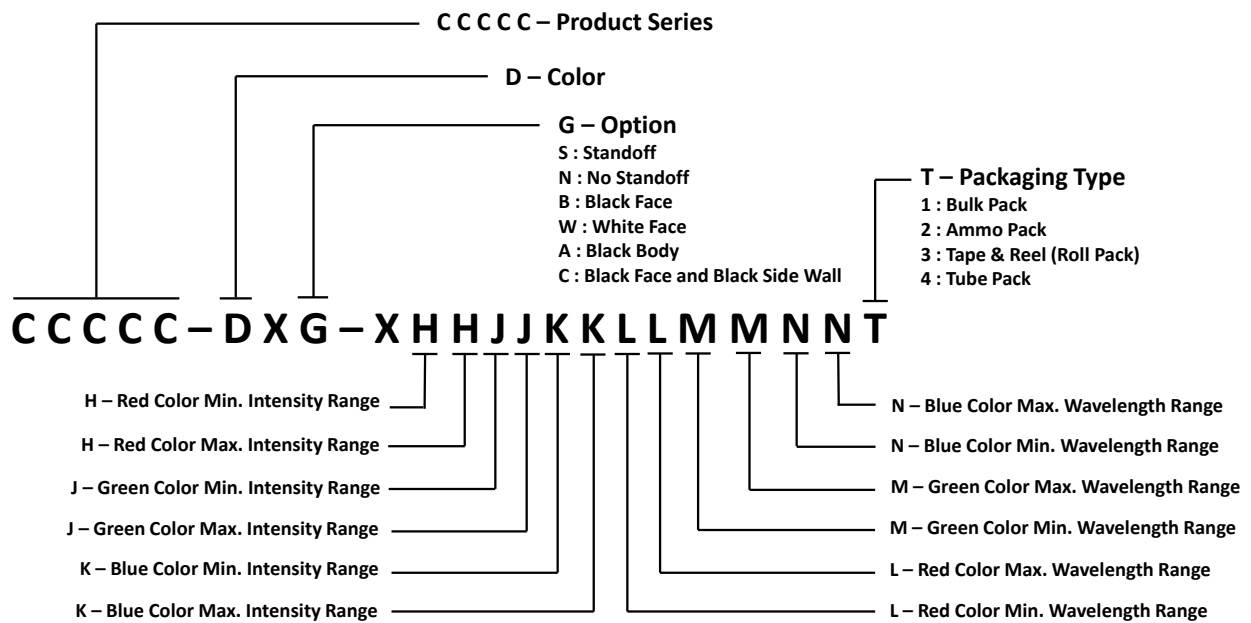 C C C C C – Product Series
D – Color
G – Option
S : Standoff
N : No Standoff
B : Black Face
W : White Face
A : Black Body
C : Black Face and Black Side Wall
T – Packaging Type
1 : Bulk Pack
2 : Ammo Pack
3 : Tape & Reel (Roll Pack)
4 : Tube Pack
C C C C C – D X G – X H H J J K K L L M M N N T
H – Red Color Min. Intensity Range
H – Red Color Max. Intensity Range
J – Green Color Min. Intensity Range
J – Green Color Max. Intensity Range
K – Blue Color Min. Intensity Range
K – Blue Color Max. Intensity Range
N – Blue Color Max. Wavelength Range
N – Blue Color Min. Wavelength Range
M – Green Color Max. Wavelength Range
M – Green Color Min. Wavelength Range
L – Red Color Max. Wavelength Range
L – Red Color Min. Wavelength Range